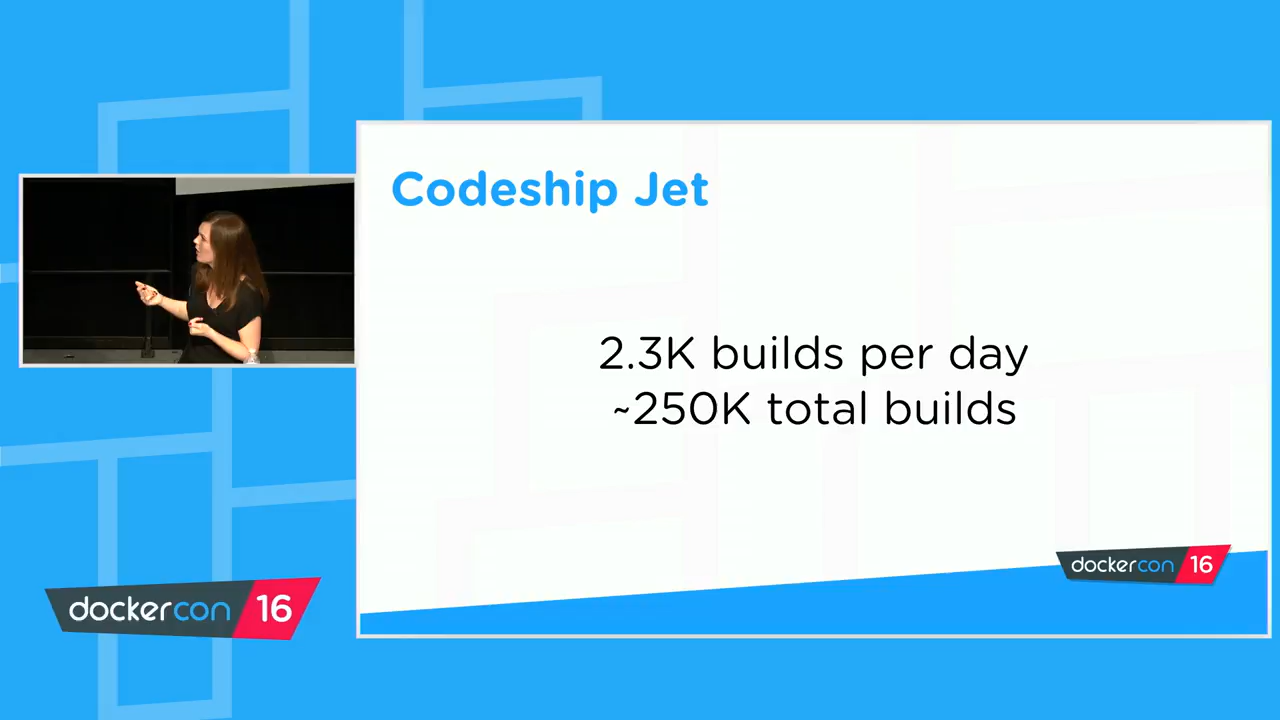 Codeship Jet
2.3K builds per day
~250K total builds
dockercon 16
dockercon 16